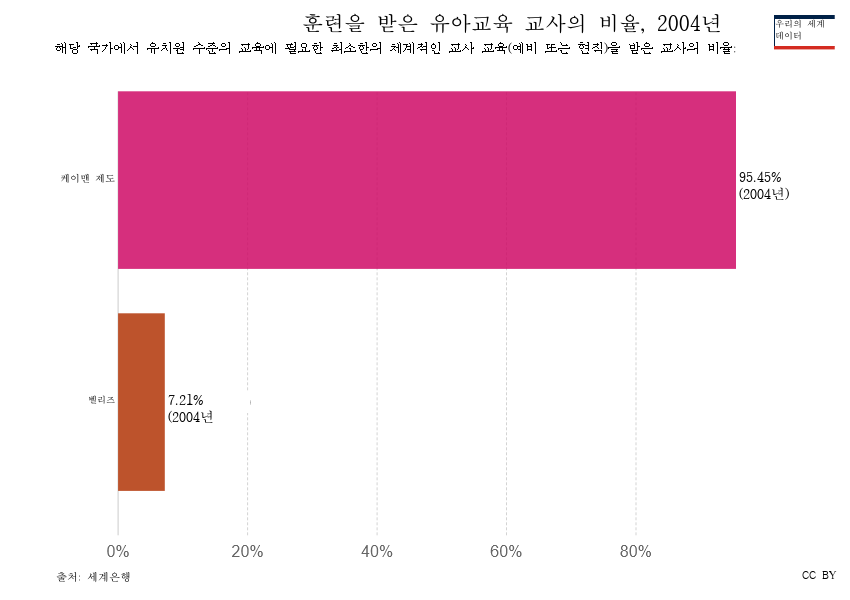 훈련을 받은 유아교육 교사의 비율, 2004년
해당 국가에서 유치원 수준의 교육에 필요한 최소한의 체계적인 교사 교육(예비 또는 현직)을 받은 교사의 비율:
우리의 세계
데이터
케이맨 제도
95.45%
(2004년)
벨리즈
7.21%
(2004년
0% 20% 40% 60% 80%
출처: 세계은행
CC BY